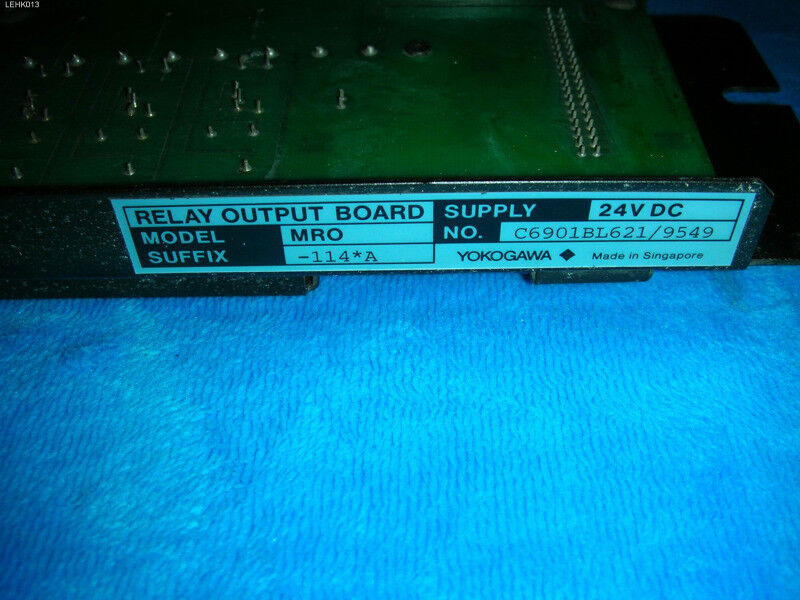 LEHK013
RELAY OUTPUT BOARD SUPPLY 24V DC
MODEL MRO NO. C6901BL621/9549
SUFFIX -114*A YOKOGAWA Made in Singapore